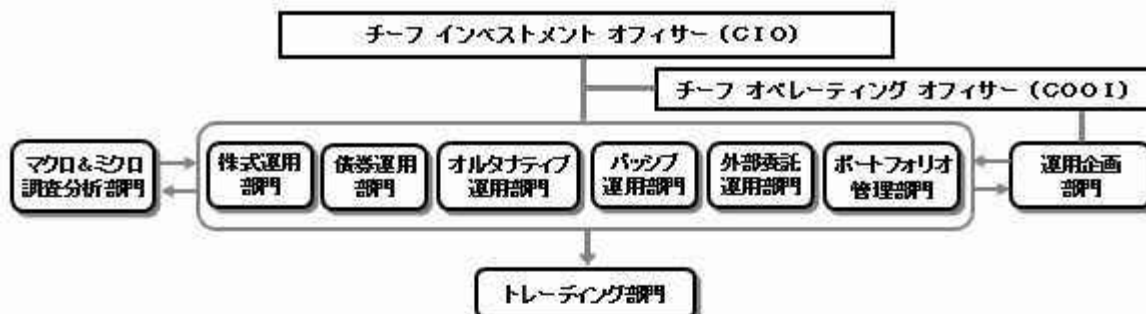 チーフ インベストメント オフィサー (CIO)
チーフ オペレーティング オフィサー (COOI)
マクロ&ミクロ
調査分析部門
株式運用
部門
債券運用
部門
オルタナティブ
運用部門
パッシブ
運用部門
外部委託
運用部門
ポートフォリオ
管理部門
運用企画
部門
トレーディング部門